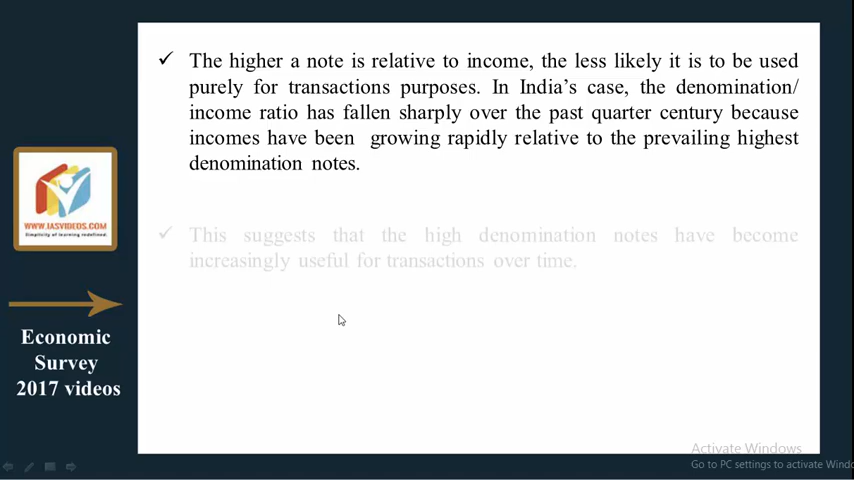 The higher a note is relative to income, the less likely it is to be used
purely for transactions purposes. In India's case, the denomination/
income ratio has fallen sharply over the past quarter century because
incomes have been growing rapidly relative to the prevailing highest
denomination notes.
This suggests that the high denomination notes have become
increasingly useful for transactions over time.
WWW.IASVIDEOS.COM
Simplicity of learning redefined.
Economic
Survey
2017 videos
Activate Windows
Go to PC settings to activate Windo